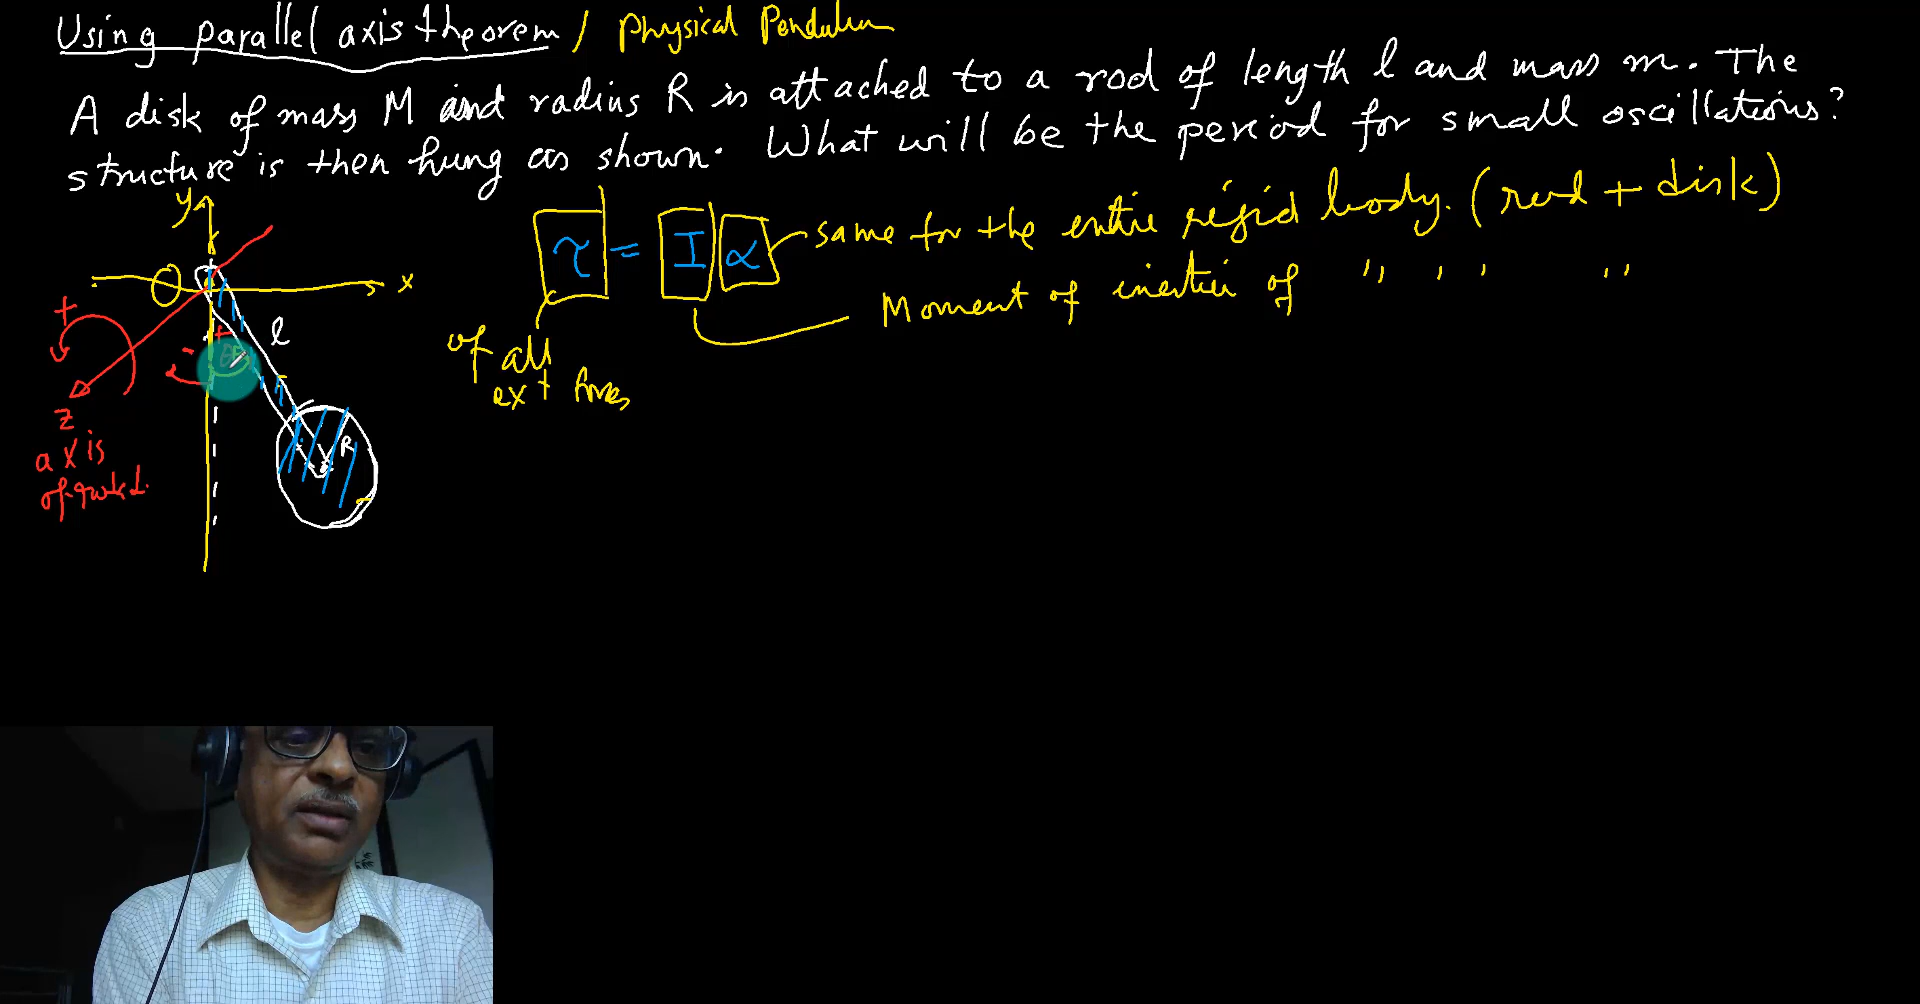 Using parallel axis theorem / Physical Pendulum
A disk of mass M and radius R is attached to a rod of length l and mass m. The
structure is then hung as shown. What will be the period for small oscillations?
y
x
τ = I α same for the entire rigid body. (rod + disk)
Moment of inertia of " " " "
of all
ext forces
+
l
+
-
R
z
axis
of